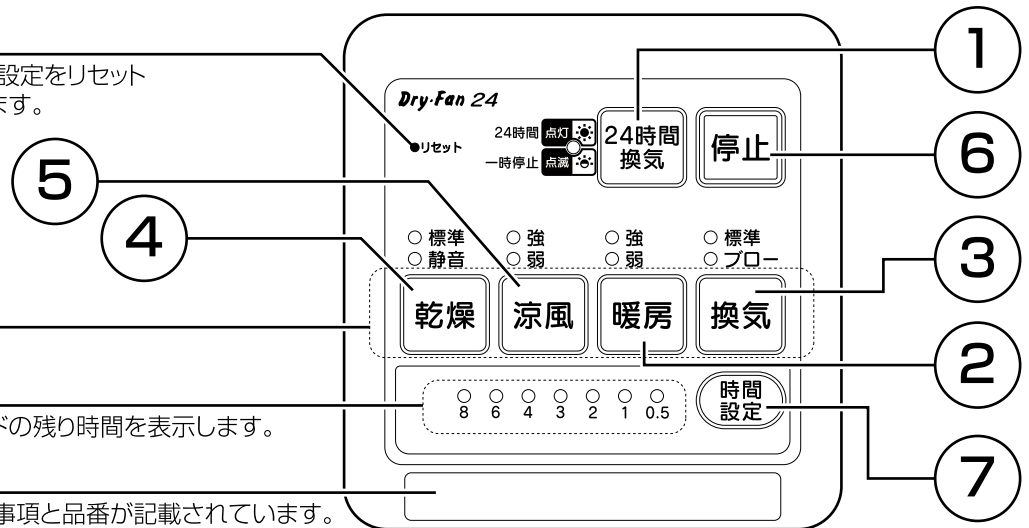 設定をリセット
ます。
Dry・Fan 24
リセット
24時間 点灯
一時停止 点滅
24時間
換気
停止
標準 強 強 標準
静音 弱 弱 ブロー
乾燥 涼風 暖房 換気
8 6 4 3 2 1 0.5
時間
設定
ドの残り時間を表示します。
事項と品番が記載されています。
1
6
5
4
3
2
7